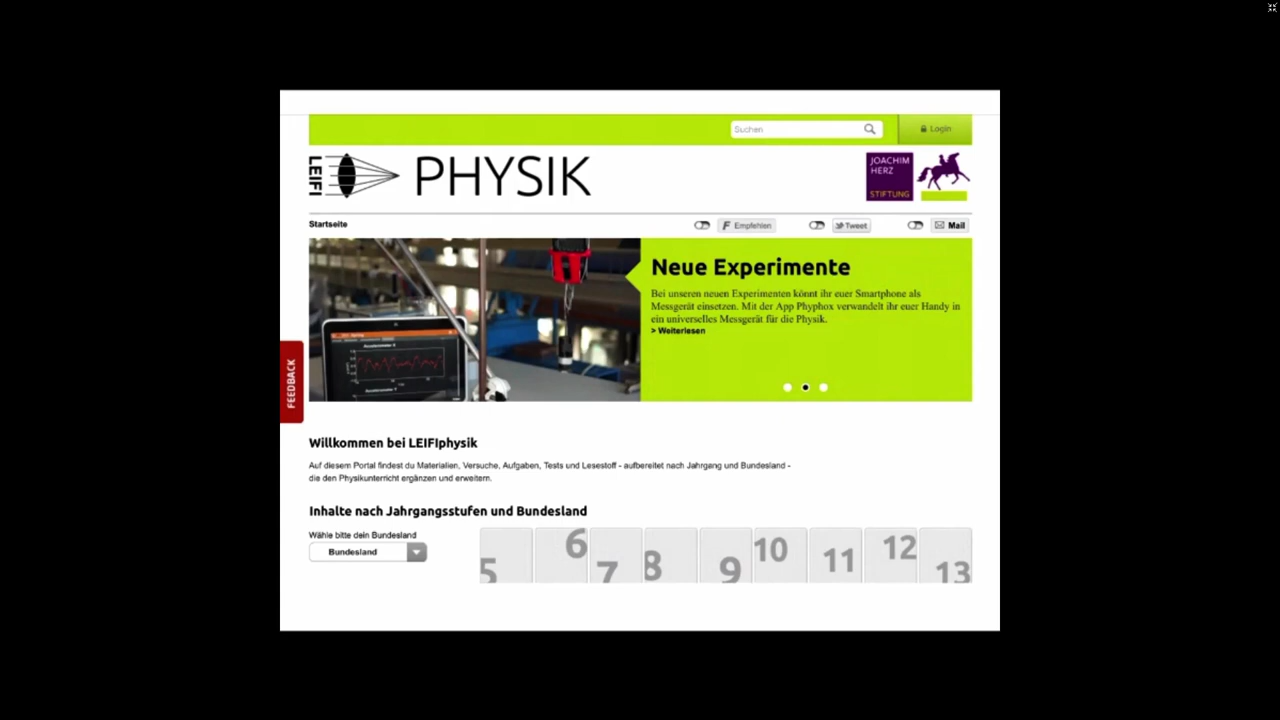 Suchen
Login
LEIFI
PHYSIK
JOACHIM
HERZ
STIFTUNG
Startseite
Empfehlen
Tweet
Mail
Neue Experimente
Bei unseren neuen Experimenten könnt ihr euer Smartphone als
Messgerät einsetzen. Mit der App Phyphox verwandelt ihr euer Handy in
ein universelles Messgerät für die Physik.
> Weiterlesen
FEEDBACK
Willkommen bei LEIFIphysik
Auf diesem Portal findest du Materialien, Versuche, Aufgaben, Tests und Lesestoff - aufbereitet nach Jahrgang und Bundesland -
die den Physikunterricht ergänzen und erweitern.
Inhalte nach Jahrgangsstufen und Bundesland
Wähle bitte dein Bundesland
Bundesland
5 6 7 8 9 10 11 12 13